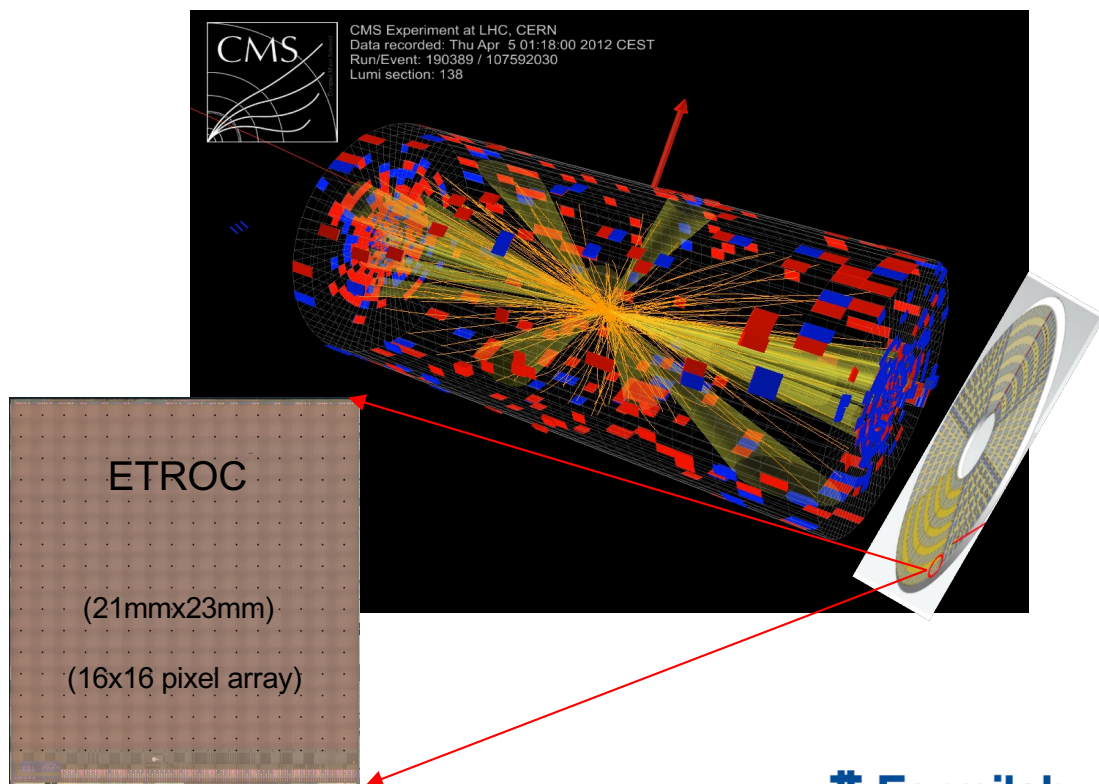 CMS
CMS Experiment at LHC, CERN
Data recorded: Thu Apr 5 01:18:00 2012 CEST
Run/Event: 190389 / 107592030
Lumi section: 138
ETROC
(21mmx23mm)
(16x16 pixel array)